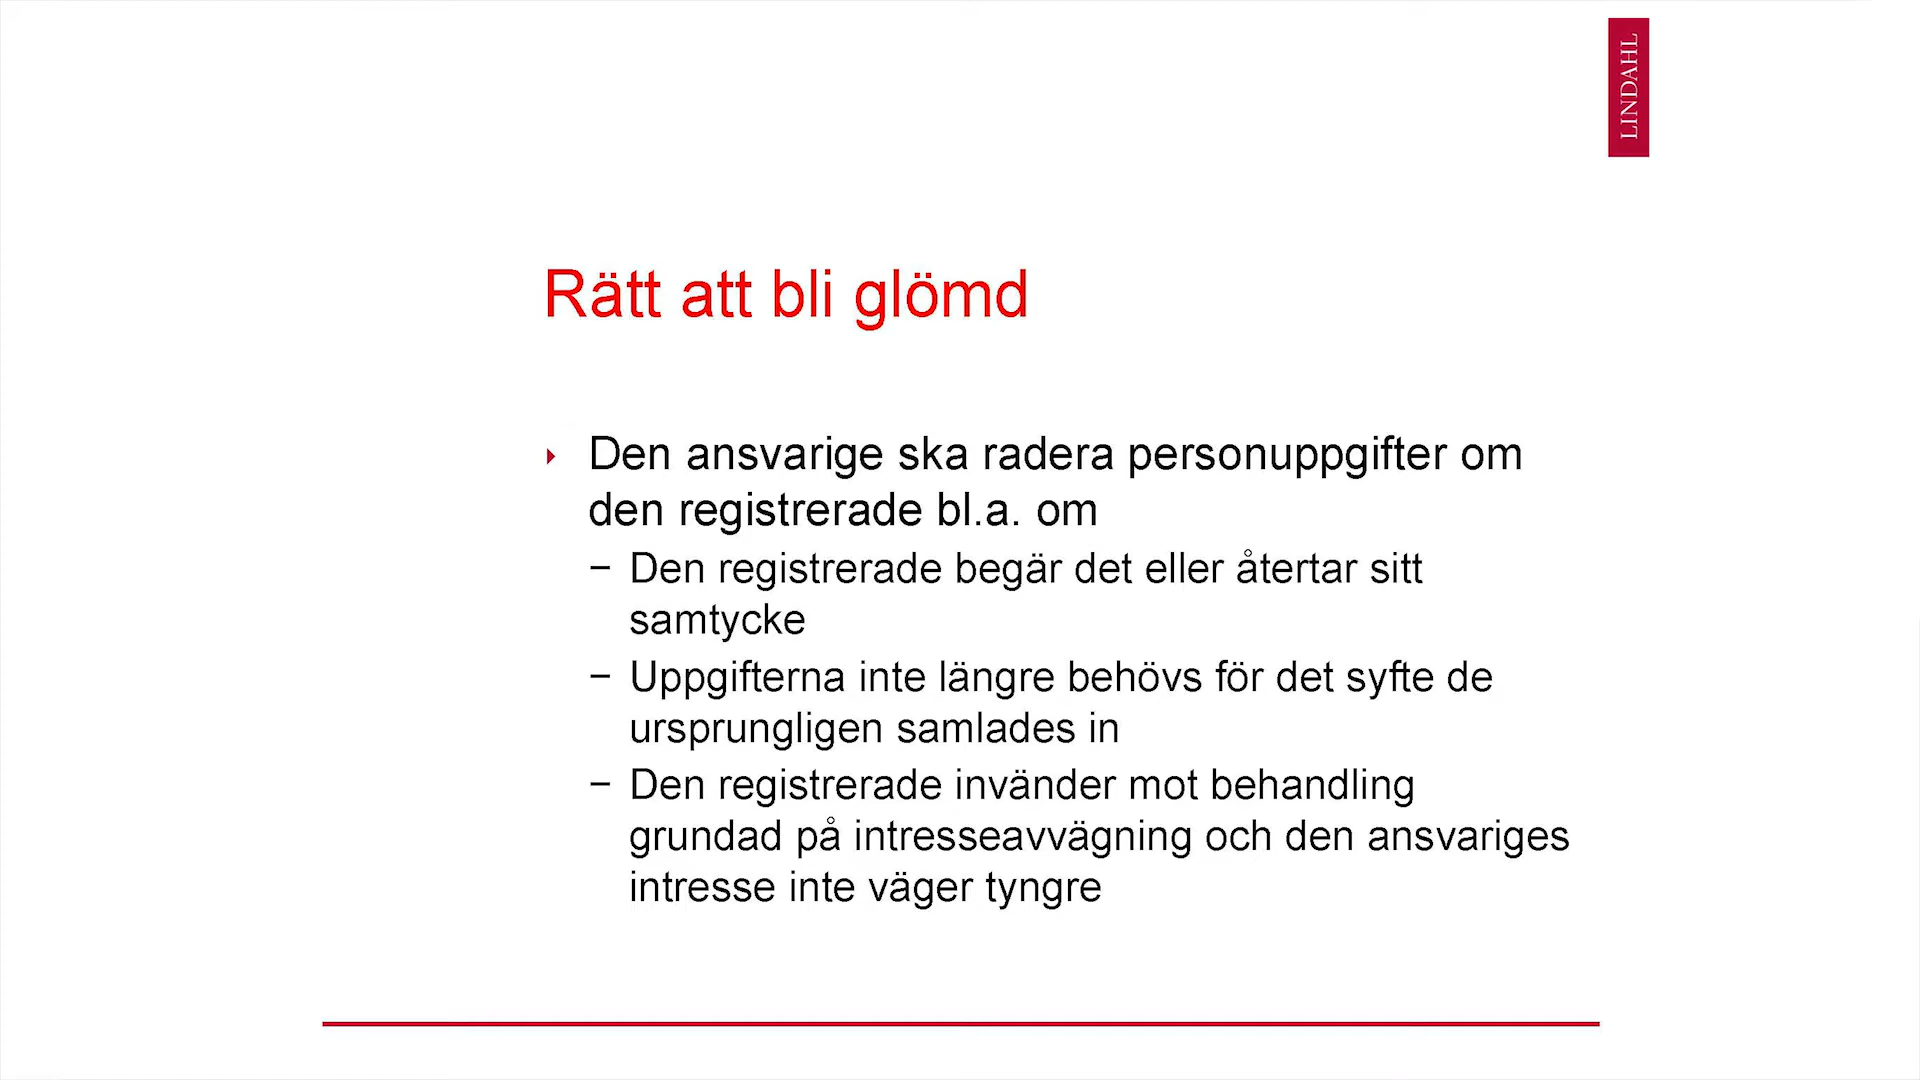 LINDAHL
Rätt att bli glömd
Den ansvarige ska radera personuppgifter om
den registrerade bl.a. om
− Den registrerade begär det eller återtar sitt
samtycke
− Uppgifterna inte längre behövs för det syfte de
ursprungligen samlades in
− Den registrerade invänder mot behandling
grundad på intresseavvägning och den ansvariges
intresse inte väger tyngre